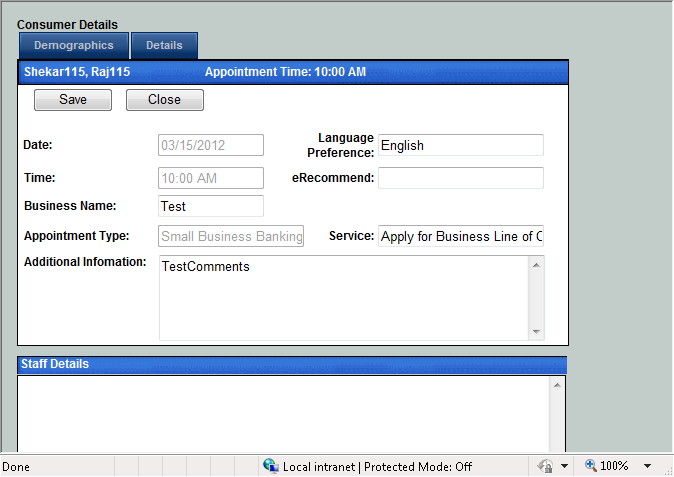 Consumer Details
Demographics Details
Shekar115, Raj115 Appointment Time: 10:00 AM
Save Close
Date: 03/15/2012 Language Preference: English
Time: 10:00 AM eRecommend:
Business Name: Test
Appointment Type: Small Business Banking Service: Apply for Business Line of C
Additional Infomation: TestComments
Staff Details
Done Local intranet | Protected Mode: Off 100%